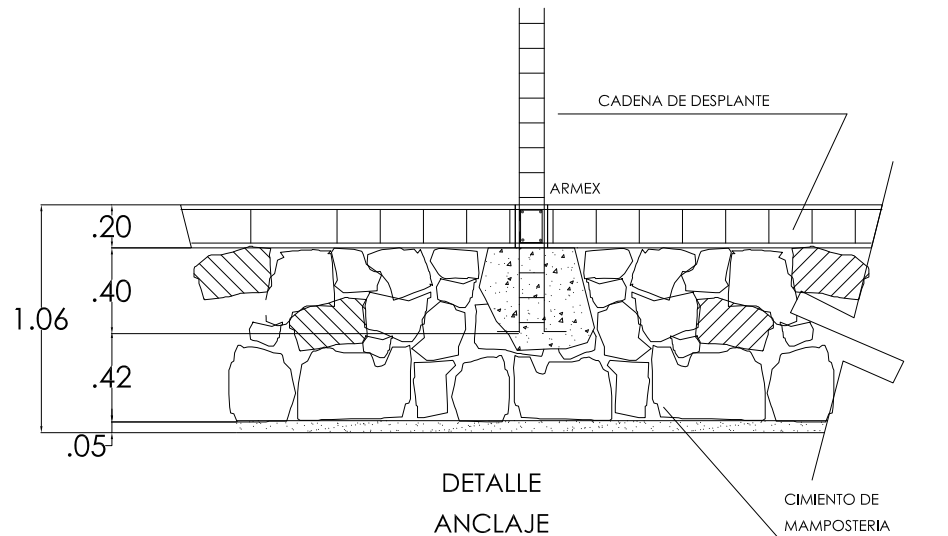 CADENA DE DESPLANTE
ARMEX
.20
.40
1.06
.42
.05
DETALLE
ANCLAJE
CIMIENTO DE
MAMPOSTERIA